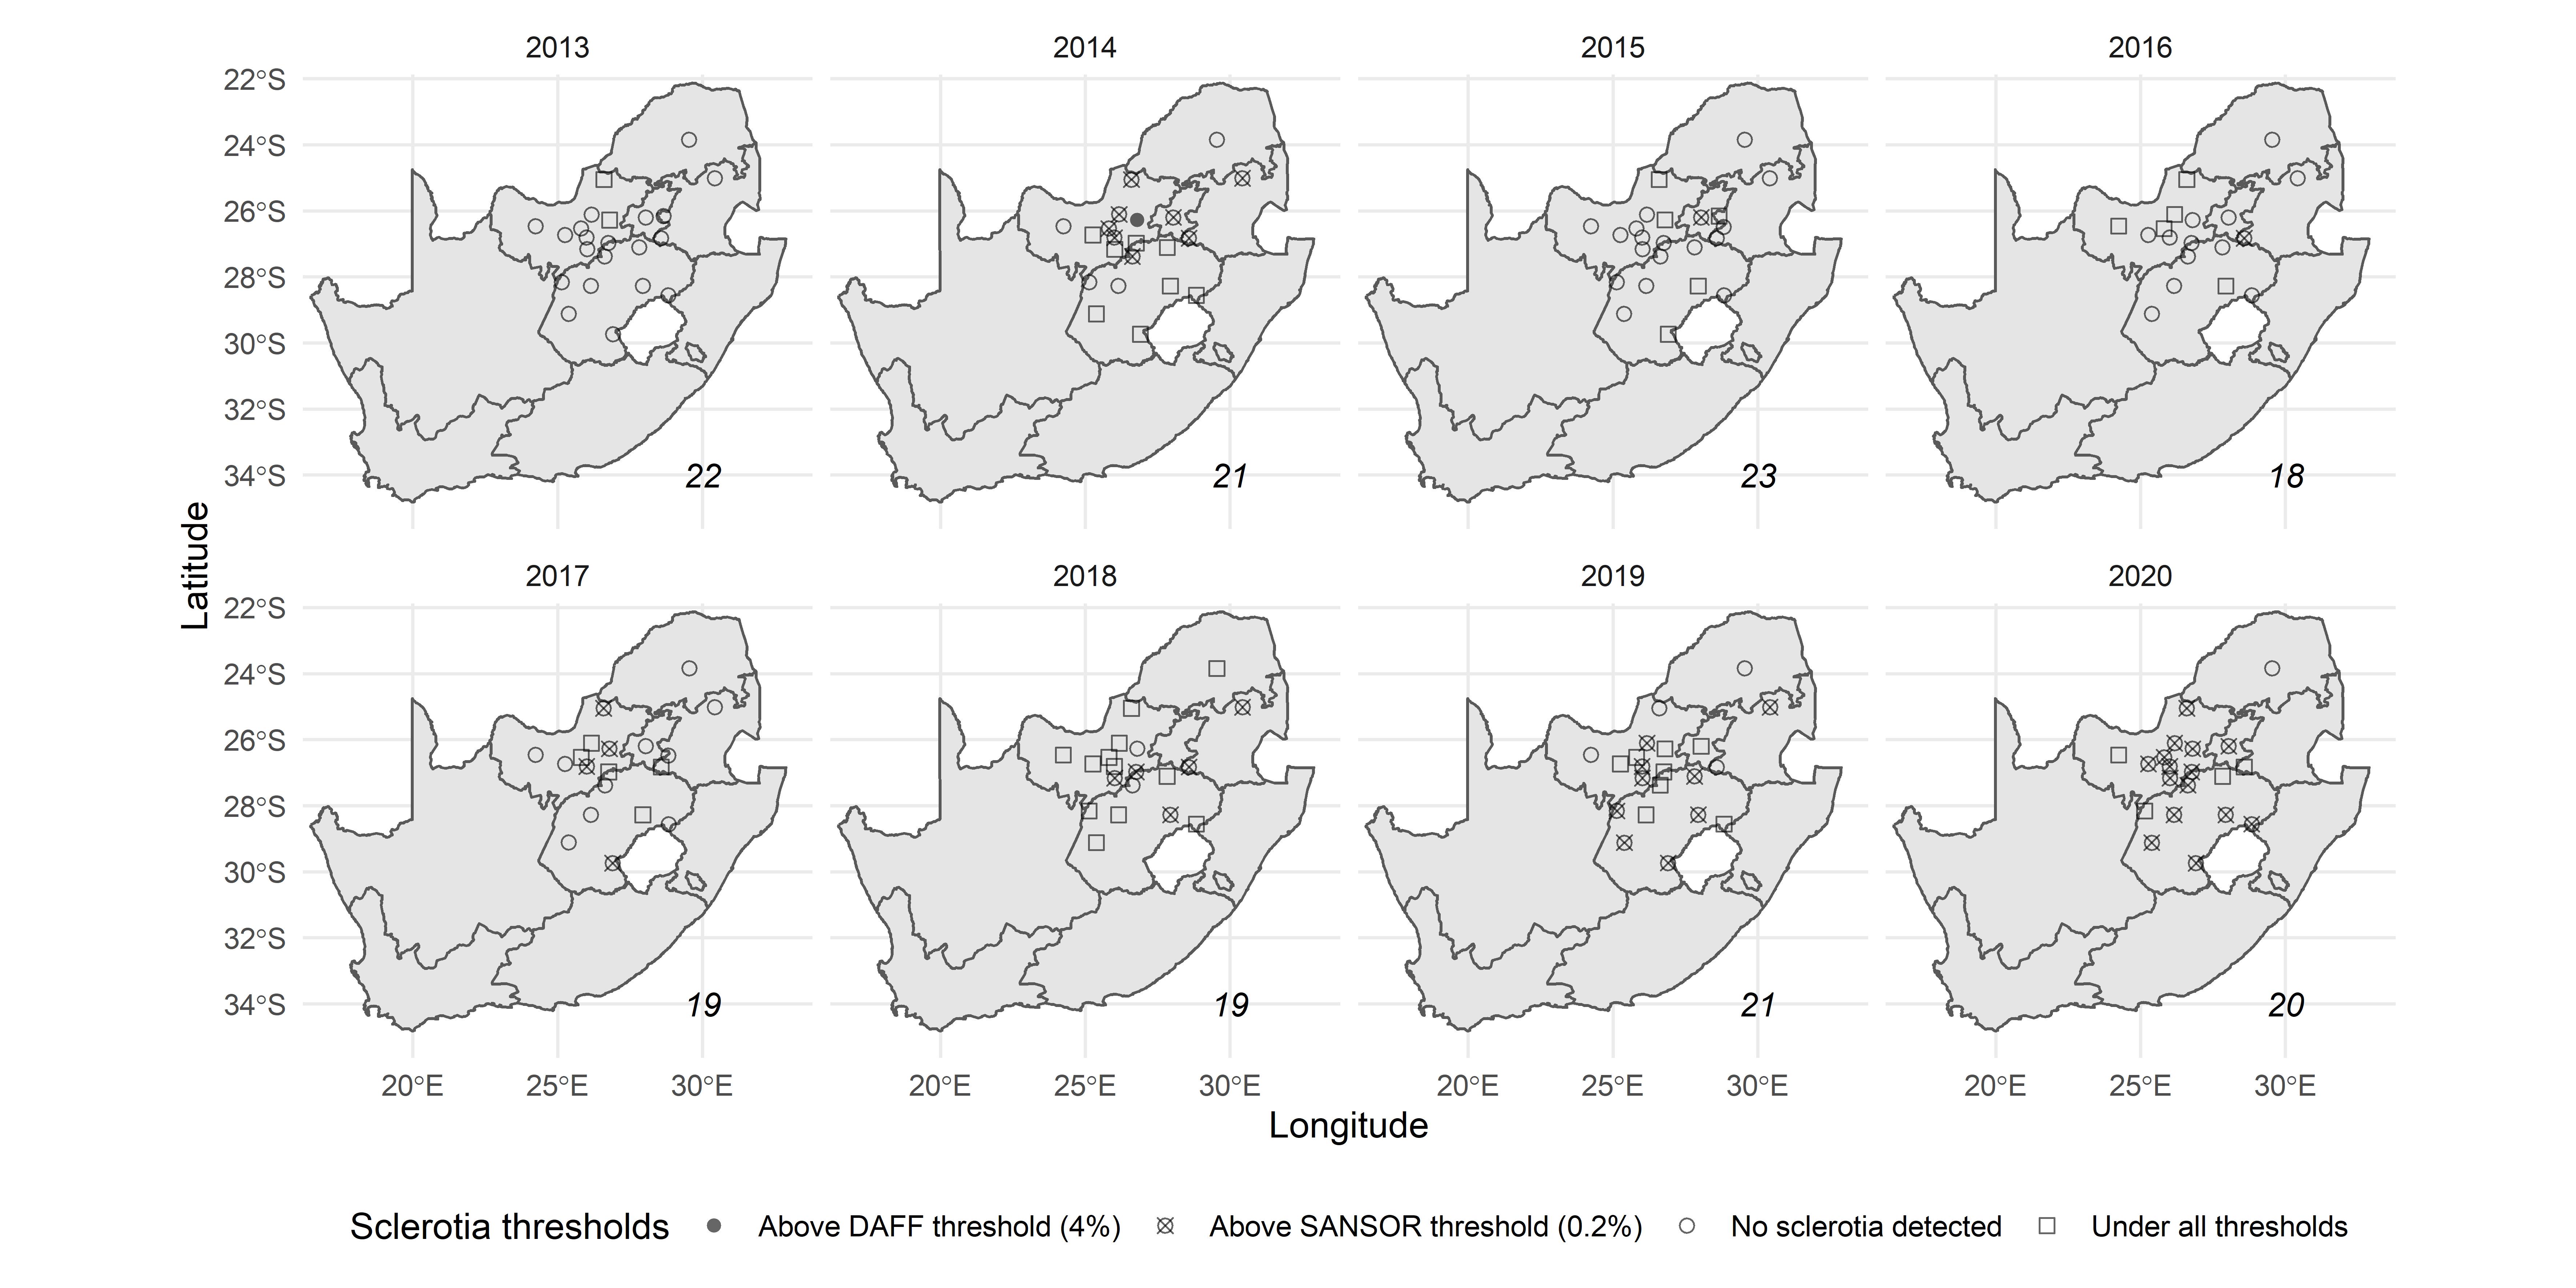 2013 2014 2015 2016
22°S
24°S
26°S
28°S
30°S
32°S
34°S
22 21 23 18
Latitude
2017 2018 2019 2020
22°S
24°S
26°S
28°S
30°S
32°S
34°S
19 19 21 20
20°E 25°E 30°E 20°E 25°E 30°E 20°E 25°E 30°E 20°E 25°E 30°E
Longitude
Sclerotia thresholds Above DAFF threshold (4%) Above SANSOR threshold (0.2%) No sclerotia detected Under all thresholds